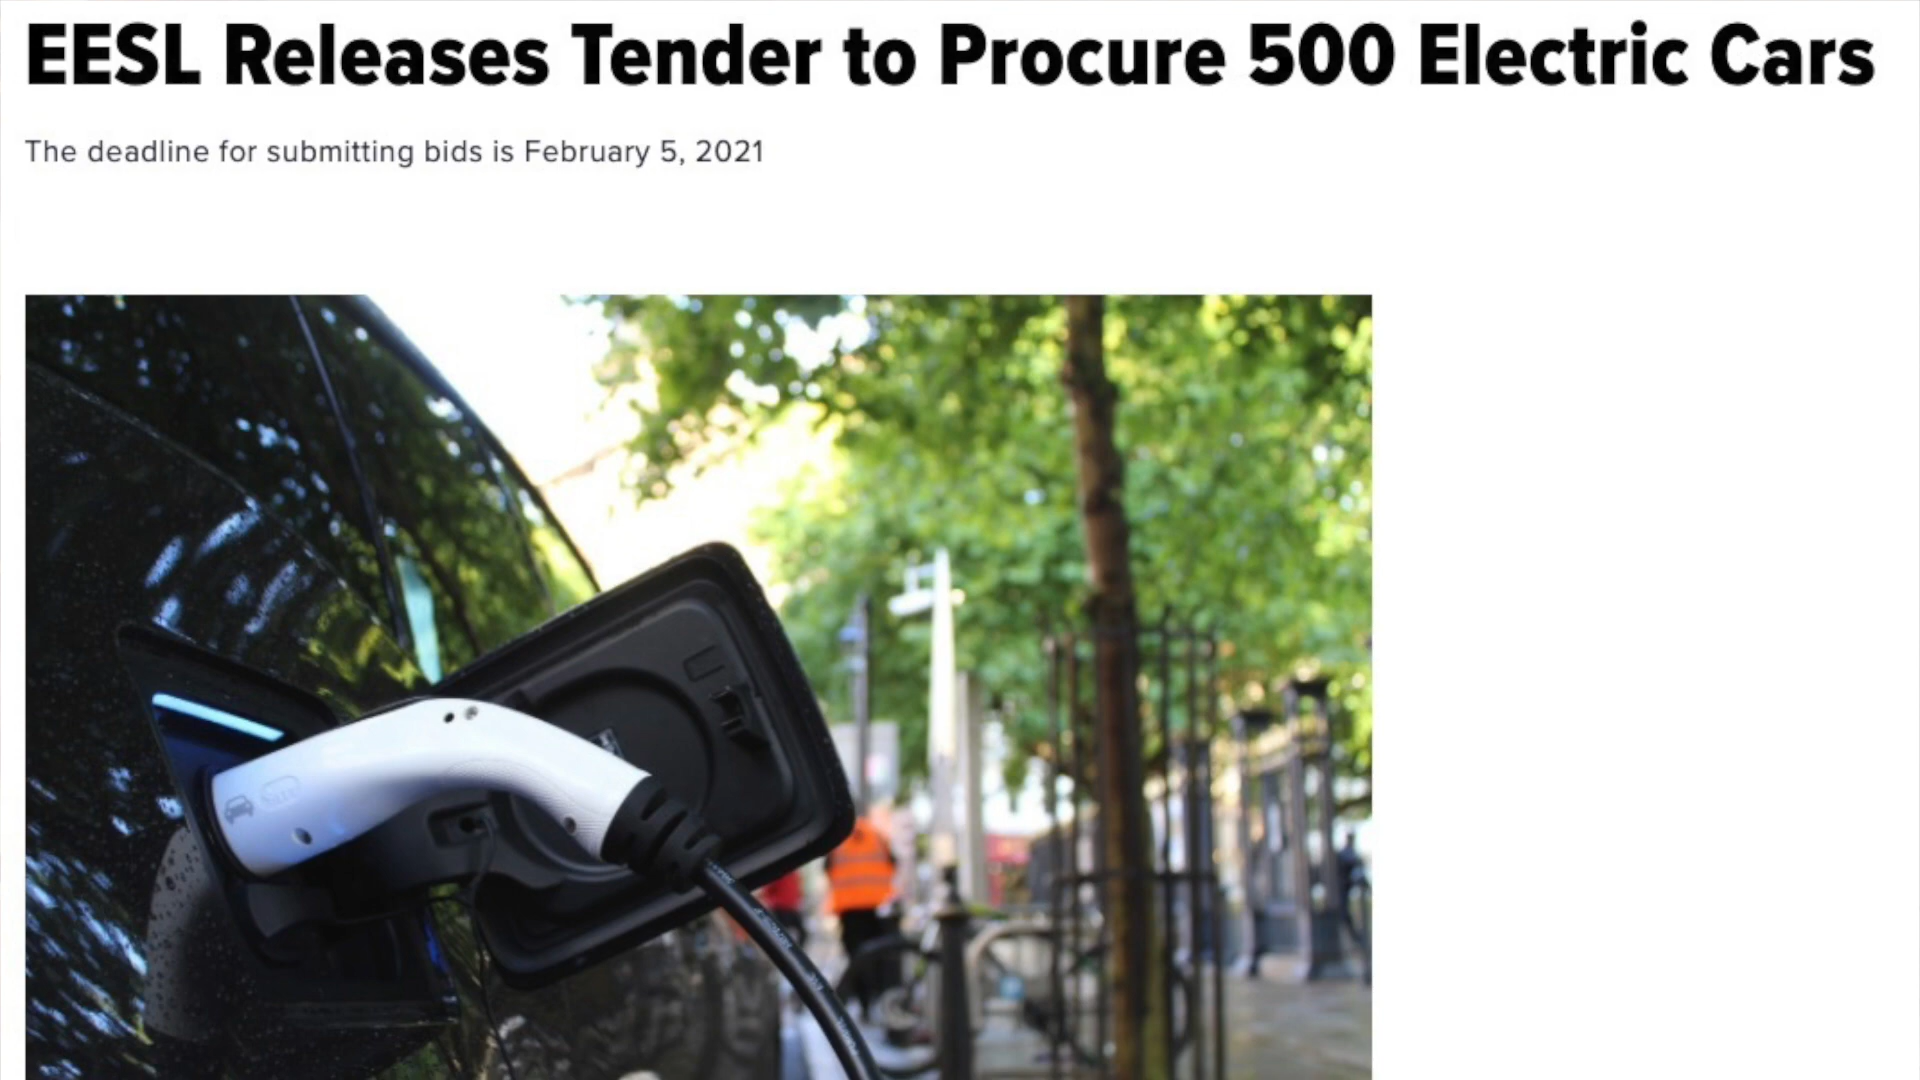 EESL Releases Tender to Procure 500 Electric Cars
The deadline for submitting bids is February 5, 2021